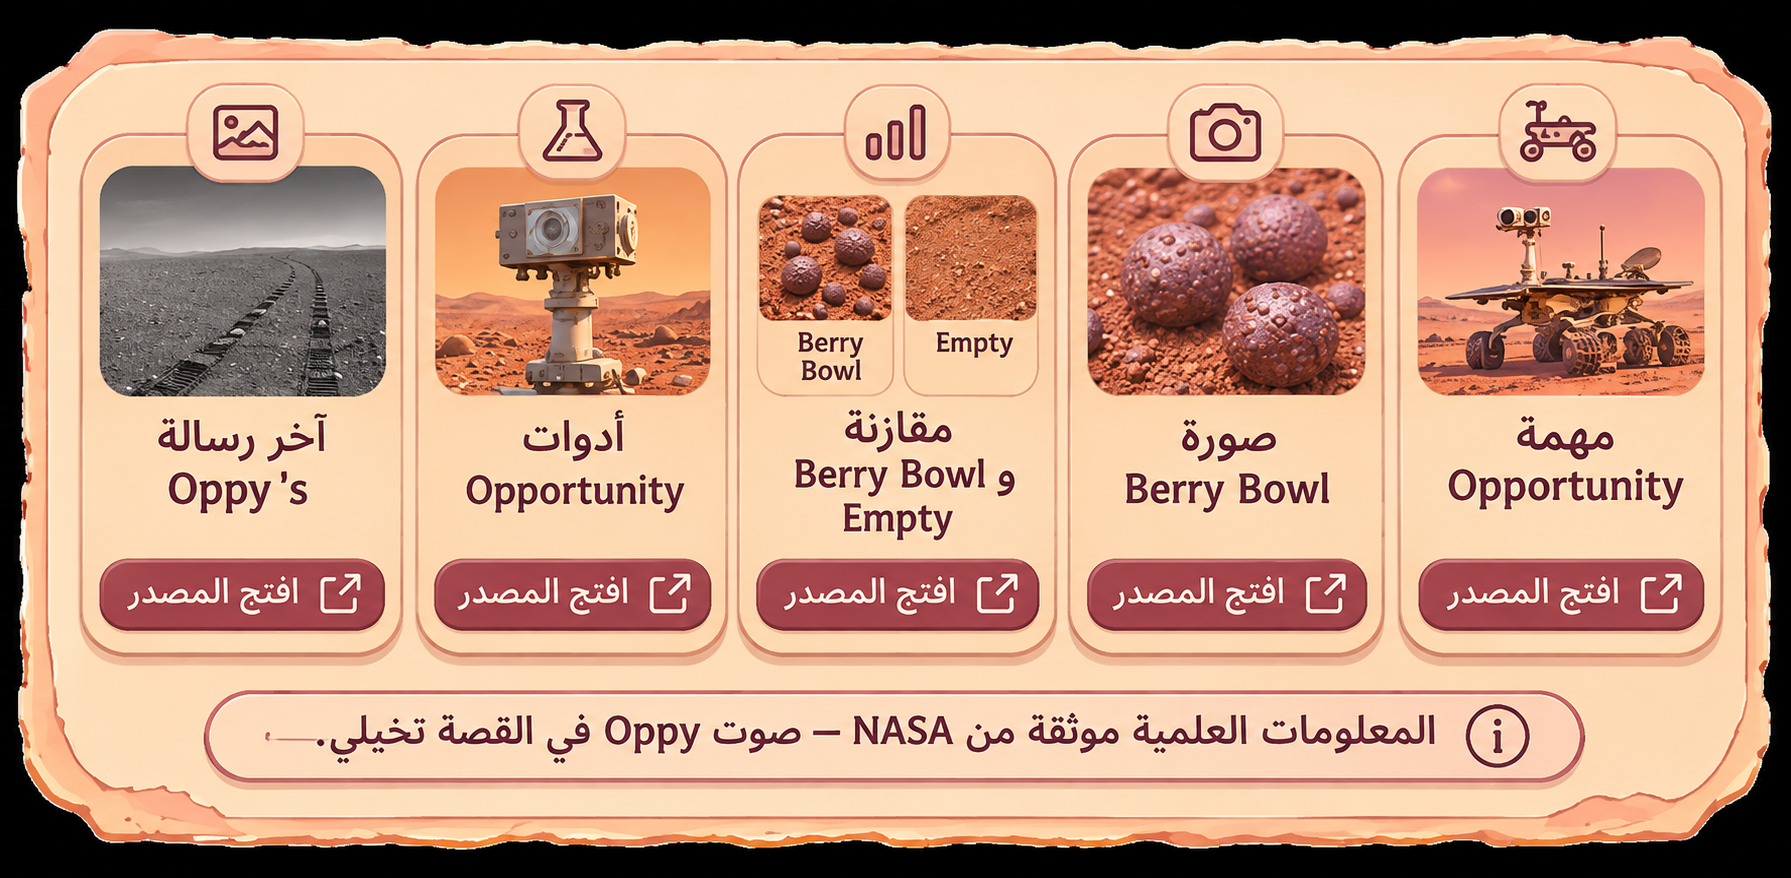 مهمة
Opportunity
افتح المصدر
صورة
Berry Bowl
افتح المصدر
Berry
Bowl
Empty
مقازنة
Berry Bowl و
Empty
افتح المصدر
أدوات
Opportunity
افتح المصدر
آخر رسالة
Oppy's
افتح المصدر
المعلومات العلمية موثقة من NASA — صوت Oppy في القصة تخيلي.